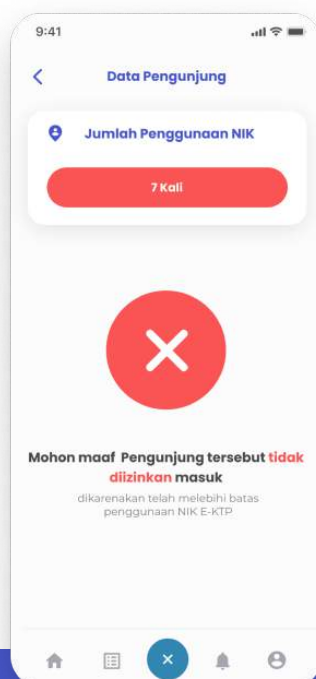 9:41
Data Pengunjung
Jumlah Penggunaan NIK
7 Kali
Mohon maaf Pengunjung tersebut tidak
diizinkan masuk
dikarenakan telah melebihi batas
penggunaan NIK E-KTP